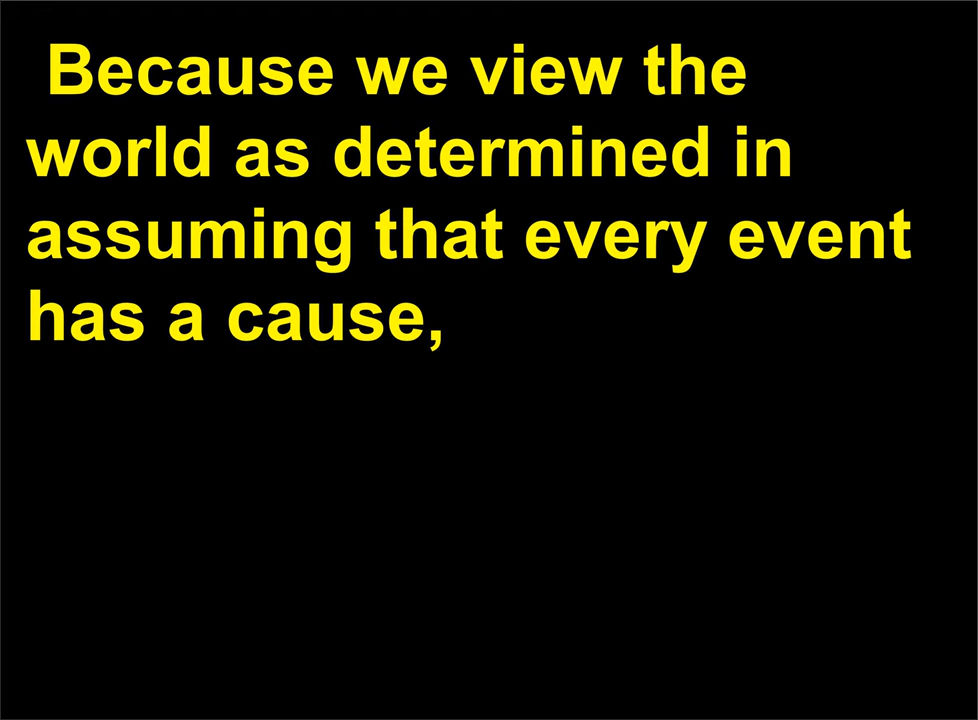 Because we view the
world as determined in
assuming that every event
has a cause,